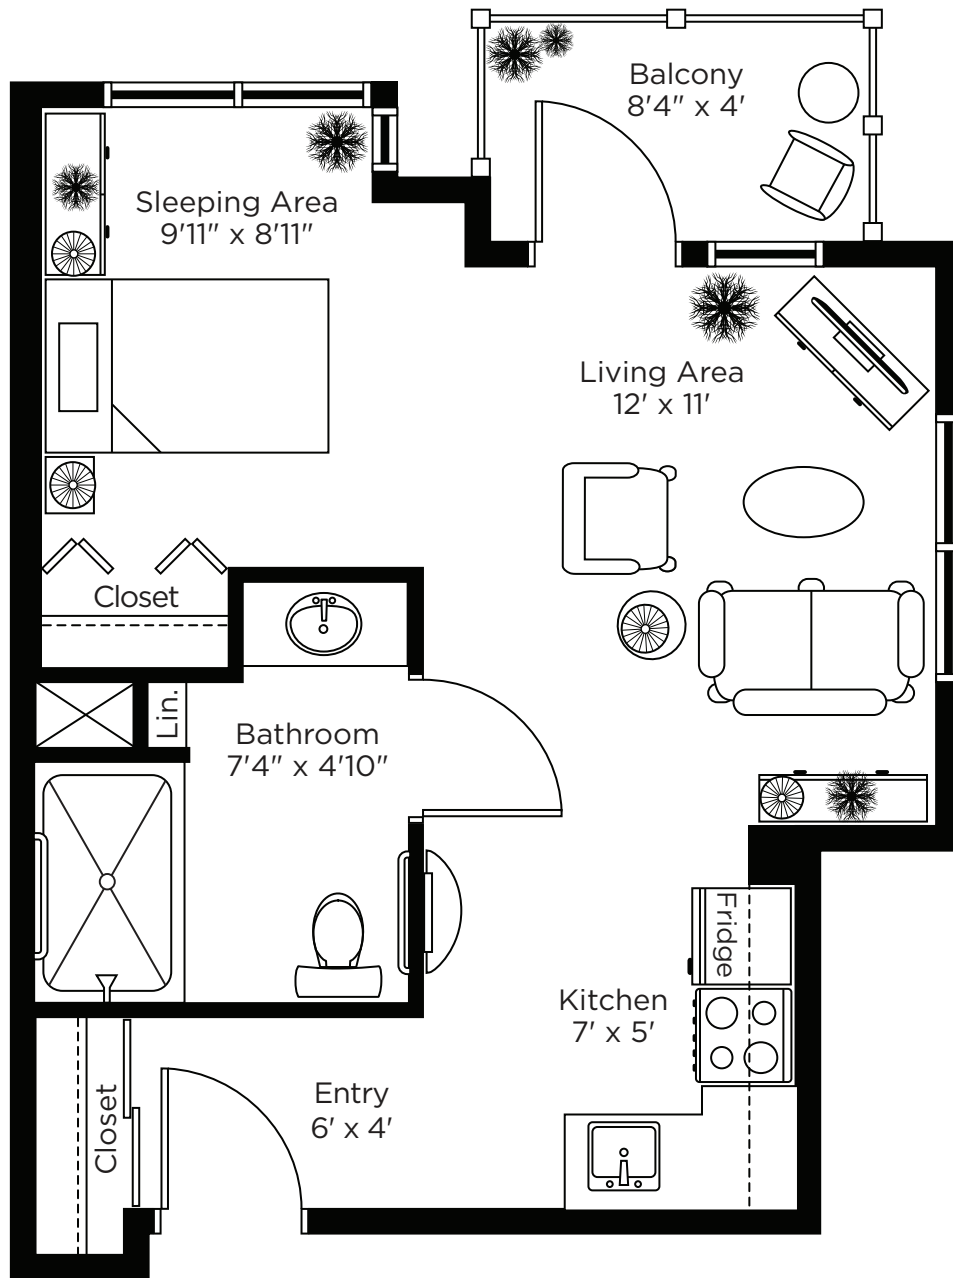 Balcony
8'4" x 4'
Sleeping Area
9'11" x 8'11"
Living Area
12' x 11'
Closet
Lin.
Bathroom
7'4" x 4'10"
Fridge
Kitchen
7' x 5'
Closet
Entry
6' x 4'